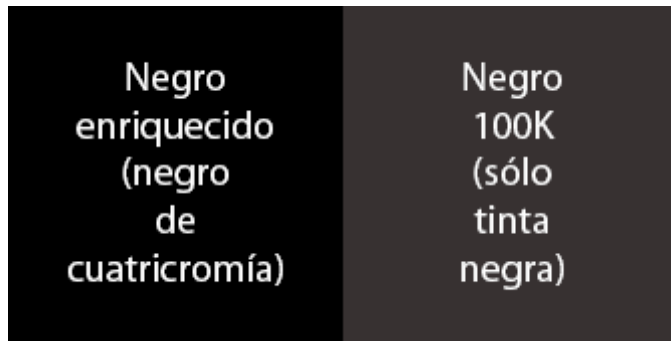 Negro
enriquecido
(negro
de
cuatricromía)
Negro
100K
(sólo
tinta
negra)